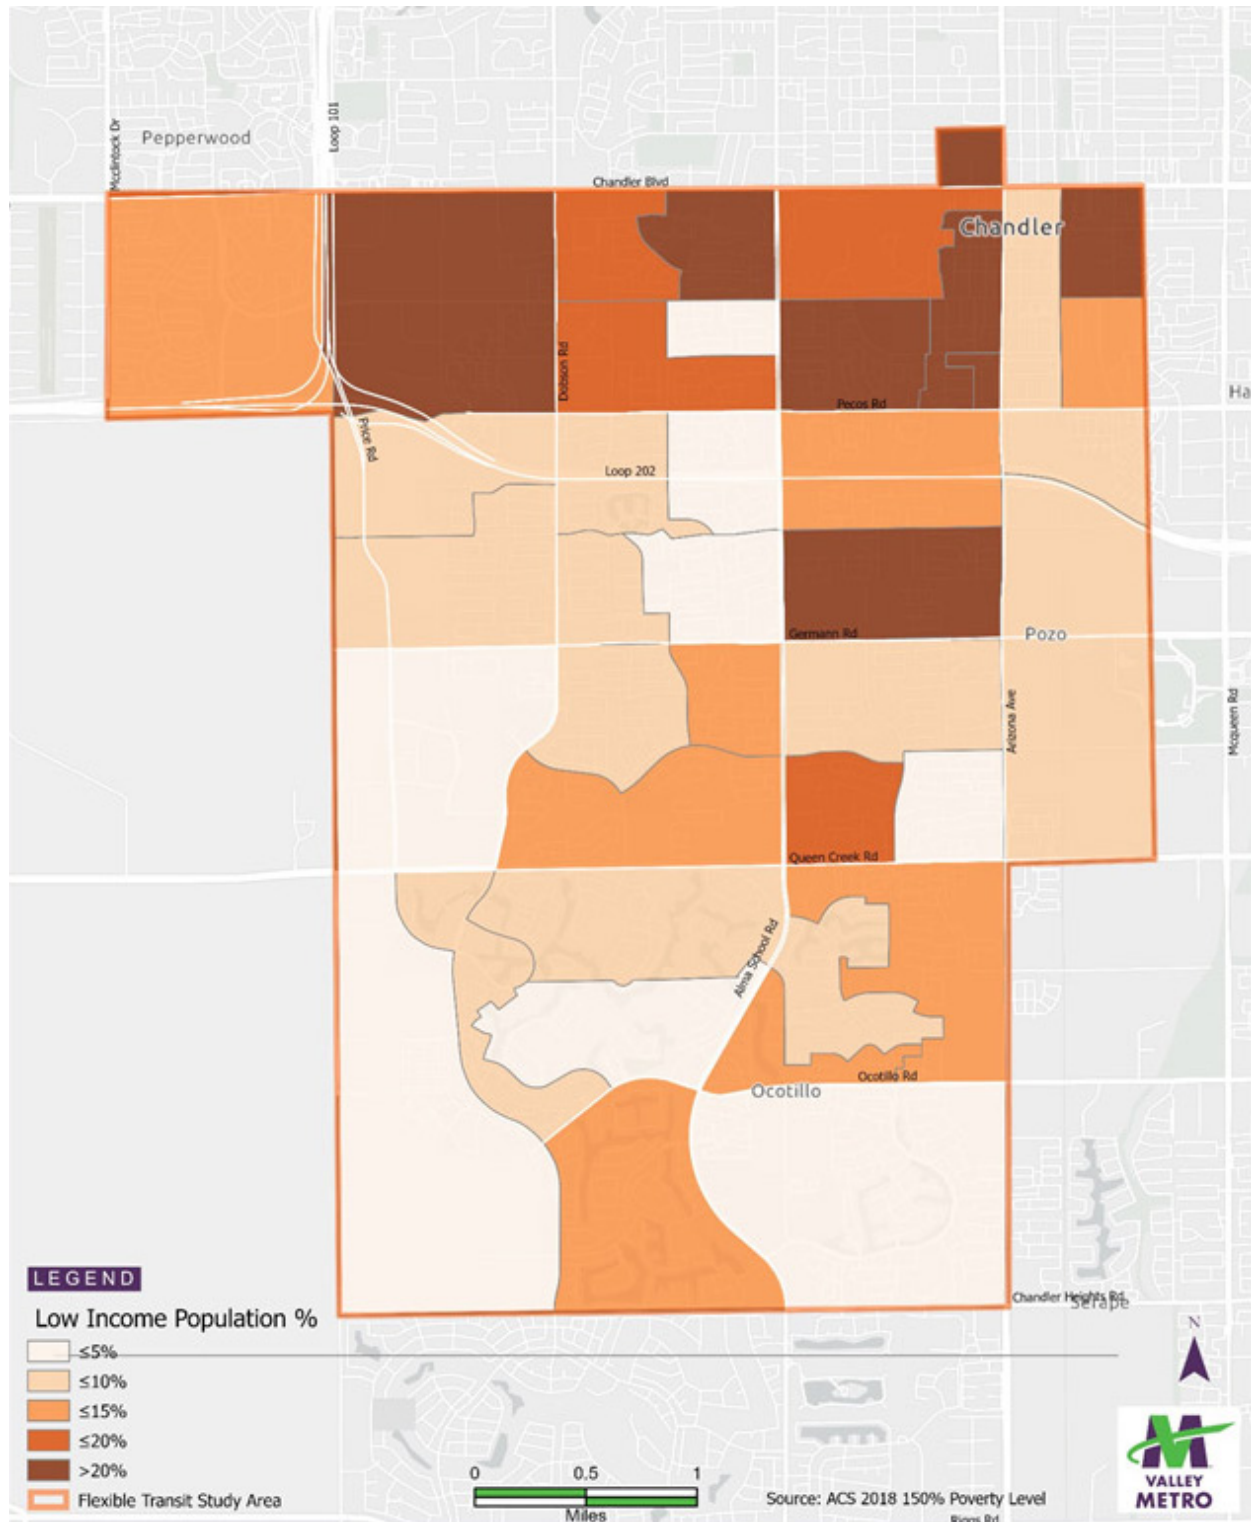 Pepperwood
Mcclintock Dr
Loop 101
Chandler Blvd
Chandler
Dobson Rd
Ha
Pecos Rd
Price Rd
Loop 202
Germann Rd
Pozo
Arizona Ave
Mcqueen Rd
Queen Creek Rd
Alma School Rd
Ocotillo Rd
Ocotillo
Chandler Heights Rd
Serape
LEGEND
Low Income Population %
≤5%
≤10%
≤15%
≤20%
>20%
Flexible Transit Study Area
0 0.5 1
Miles
Source: ACS 2018 150% Poverty Level
N
VALLEY
METRO
Riggs Rd